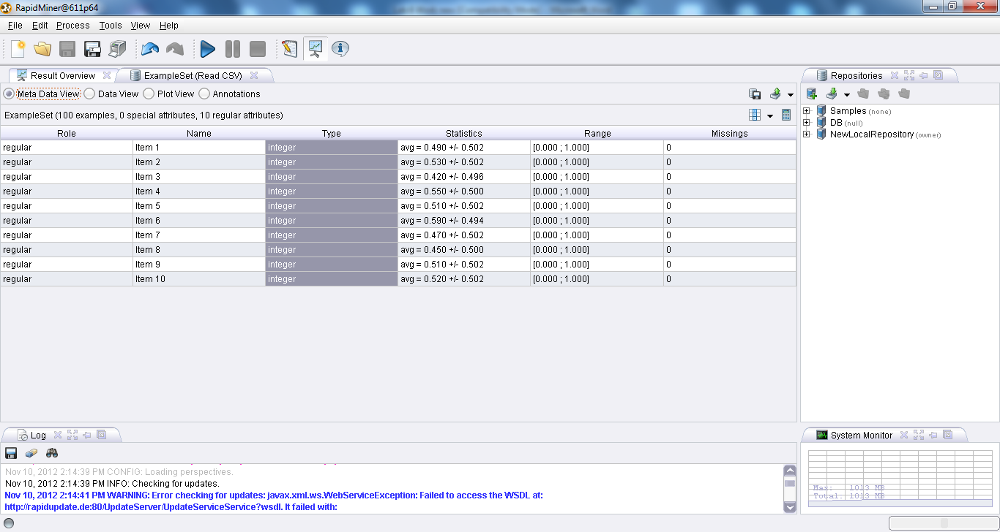 RapidMiner@611p64
File Edit Process Tools View Help
Result Overview ExampleSet (Read CSV)
Meta Data View Data View Plot View Annotations
ExampleSet (100 examples, 0 special attributes, 10 regular attributes)
Role Name Type Statistics Range Missings
regular Item 1 integer avg = 0.490 +/- 0.502 [0.000 ; 1.000] 0
regular Item 2 integer avg = 0.530 +/- 0.502 [0.000 ; 1.000] 0
regular Item 3 integer avg = 0.420 +/- 0.496 [0.000 ; 1.000] 0
regular Item 4 integer avg = 0.550 +/- 0.500 [0.000 ; 1.000] 0
regular Item 5 integer avg = 0.510 +/- 0.502 [0.000 ; 1.000] 0
regular Item 6 integer avg = 0.590 +/- 0.494 [0.000 ; 1.000] 0
regular Item 7 integer avg = 0.470 +/- 0.502 [0.000 ; 1.000] 0
regular Item 8 integer avg = 0.450 +/- 0.500 [0.000 ; 1.000] 0
regular Item 9 integer avg = 0.510 +/- 0.502 [0.000 ; 1.000] 0
regular Item 10 integer avg = 0.520 +/- 0.502 [0.000 ; 1.000] 0
Repositories
Samples (none)
DB (null)
NewLocalRepository (owner)
Log
Nov 10, 2012 2:14:39 PM CONFIG: Loading perspectives.
Nov 10, 2012 2:14:39 PM INFO: Checking for updates.
Nov 10, 2012 2:14:41 PM WARNING: Error checking for updates: javax.xml.ws.WebServiceException: Failed to access the WSDL at:
http://rapidupdate.de:80/UpdateServer/UpdateServiceService?wsdl. It failed with:
System Monitor
Max: 1013 MB
Total: 1013 MB